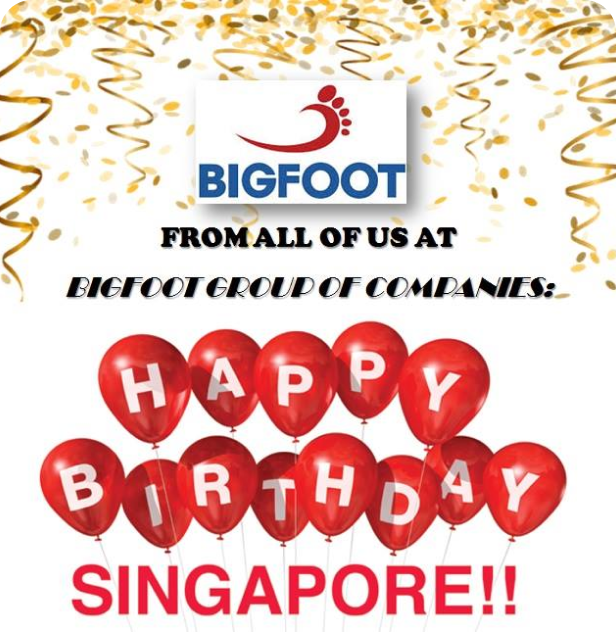 BIGFOOT
FROM ALL OF US AT
BIGFOOT GROUP OF COMPANIES:
HAPPY
BIRTHDAY
SINGAPORE!!